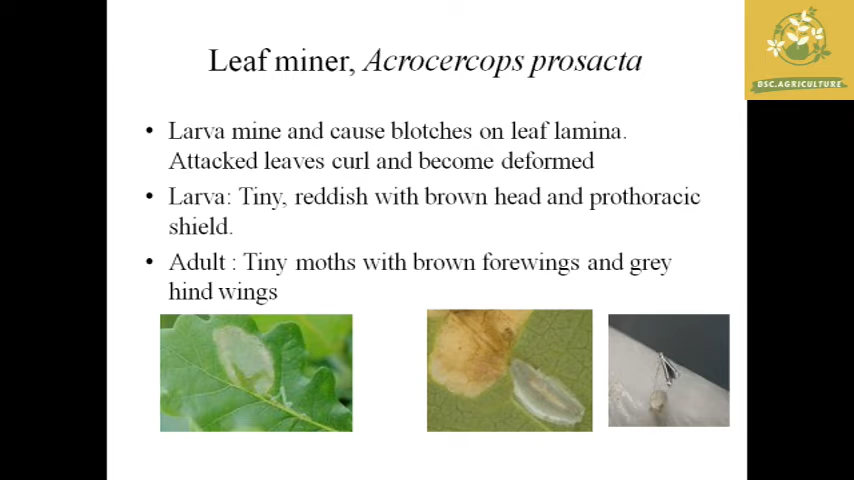 BSC.AGRICULTURE
Leaf miner, Acrocercops prosacta
• Larva mine and cause blotches on leaf lamina.
Attacked leaves curl and become deformed
• Larva: Tiny, reddish with brown head and prothoracic
shield.
• Adult : Tiny moths with brown forewings and grey
hind wings